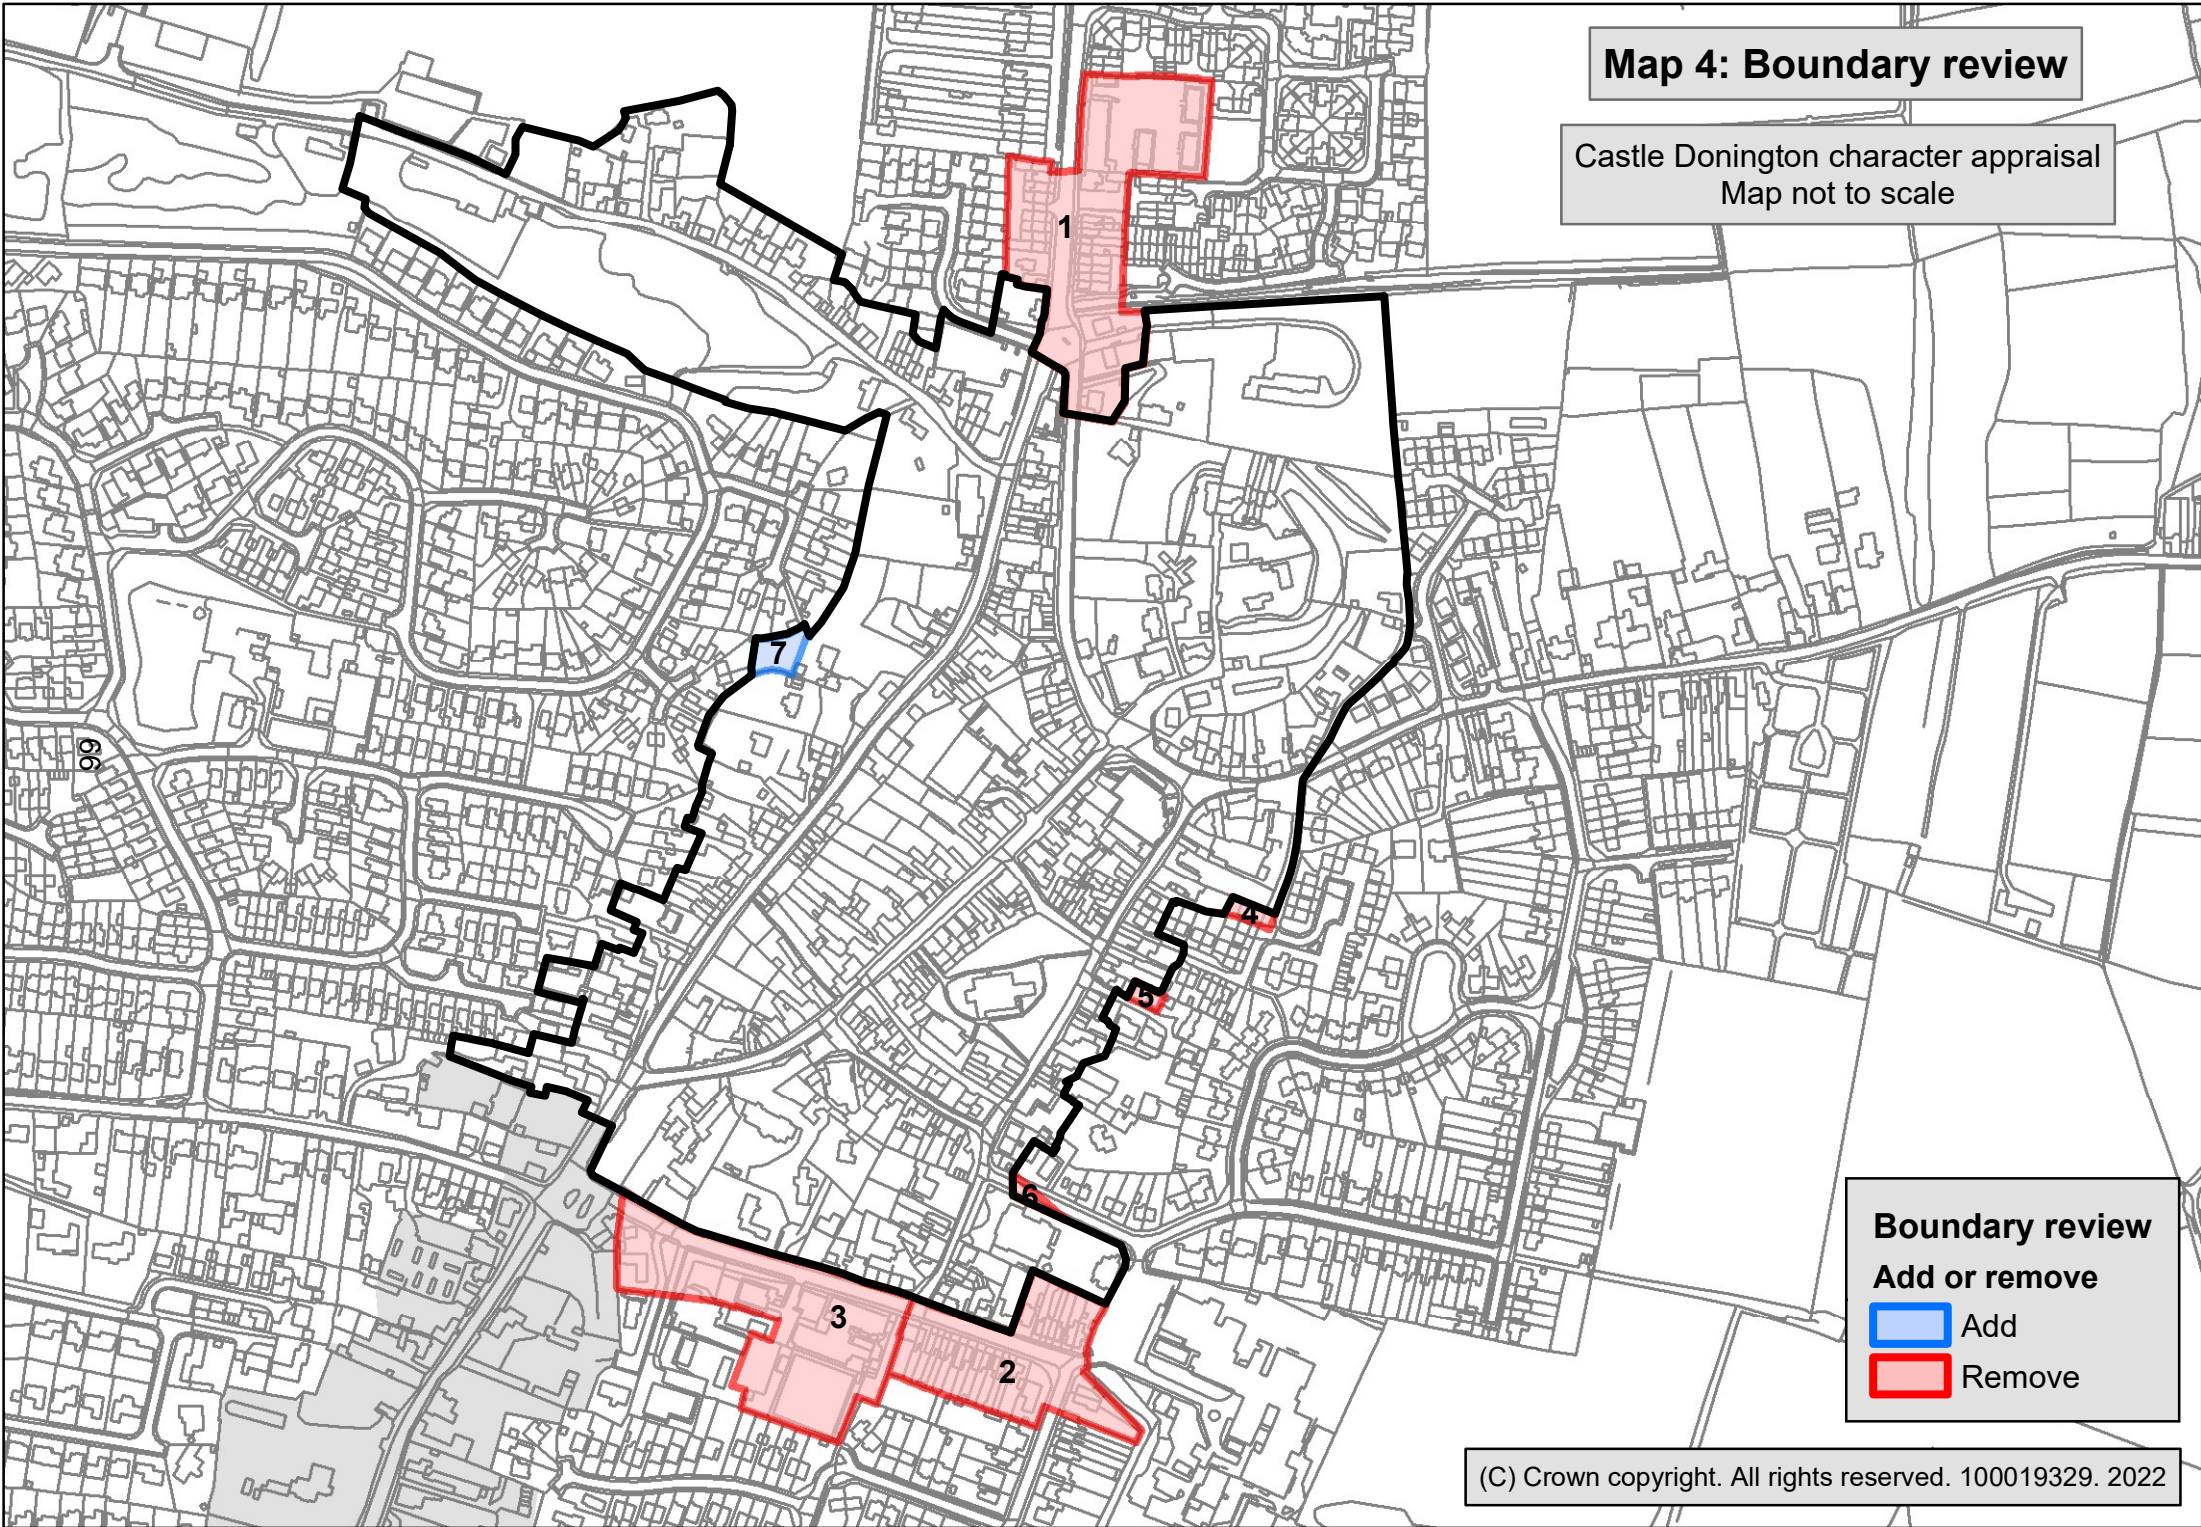 Map 4: Boundary review
Castle Donington character appraisal
Map not to scale
1
7
99
4
5
6
3
2
Boundary review
Add or remove
Add
Remove
(C) Crown copyright. All rights reserved. 100019329. 2022